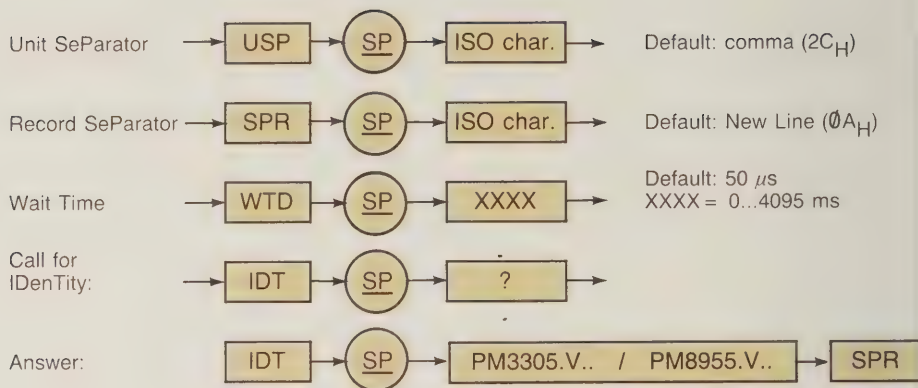 Unit SeParator USP SP ISO char. Default: comma (2CH)
Record SeParator SPR SP ISO char. Default: New Line (ØAH)
Default: 50 μs
Wait Time WTD SP XXXX XXXX = 0...4095 ms
Call for
IDenTity: IDT SP ?
Answer: IDT SP PM3305.V.. / PM8955.V.. SPR